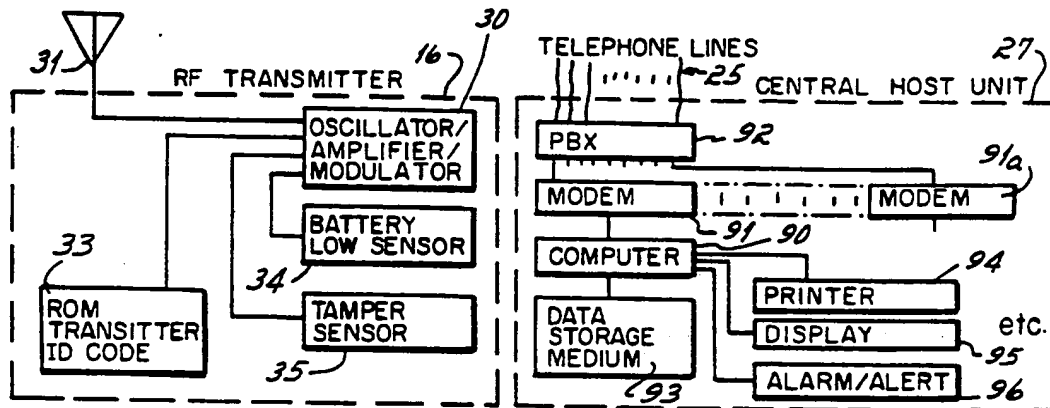 31
RF TRANSMITTER
16
30
OSCILLATOR/
AMPLIFIER/
MODULATOR
BATTERY
LOW SENSOR
34
33
ROM
TRANSITTER
ID CODE
TAMPER
SENSOR
35
TELEPHONE LINES
25
27
CENTRAL HOST UNIT
PBX
92
91a
MODEM
91
MODEM
90
COMPUTER
94
PRINTER
DATA
STORAGE
MEDIUM
93
DISPLAY
95
etc.
ALARM/ALERT
96